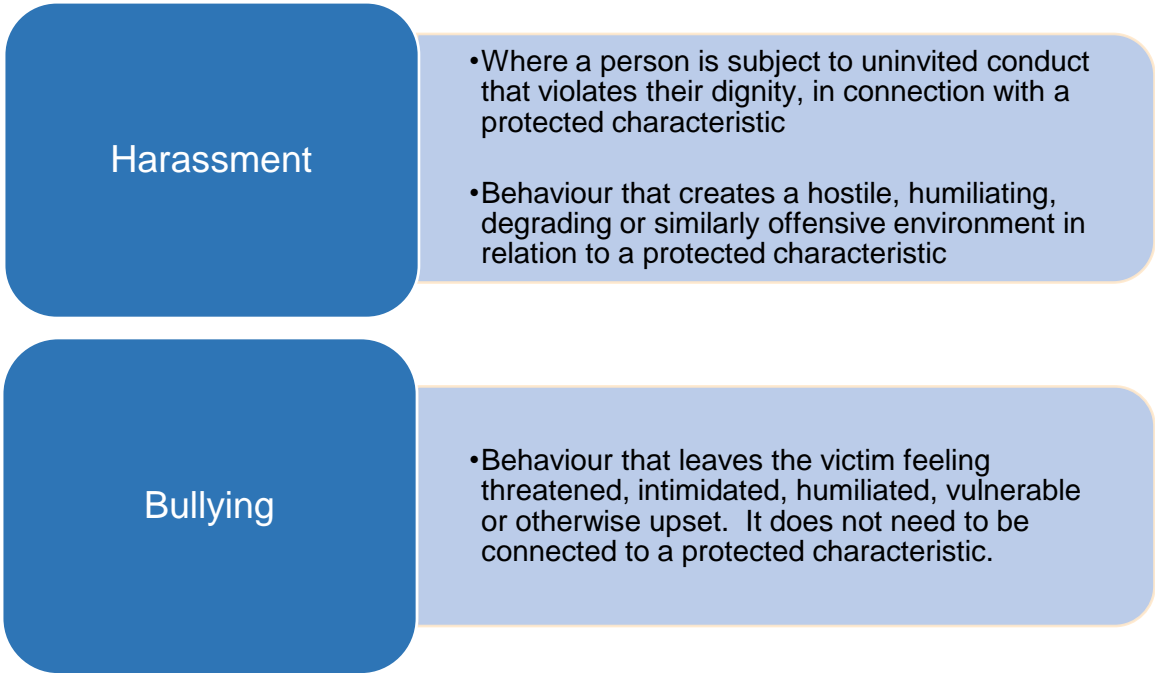 Harassment
•Where a person is subject to uninvited conduct
that violates their dignity, in connection with a
protected characteristic
•Behaviour that creates a hostile, humiliating,
degrading or similarly offensive environment in
relation to a protected characteristic
Bullying
•Behaviour that leaves the victim feeling
threatened, intimidated, humiliated, vulnerable
or otherwise upset.  It does not need to be
connected to a protected characteristic.